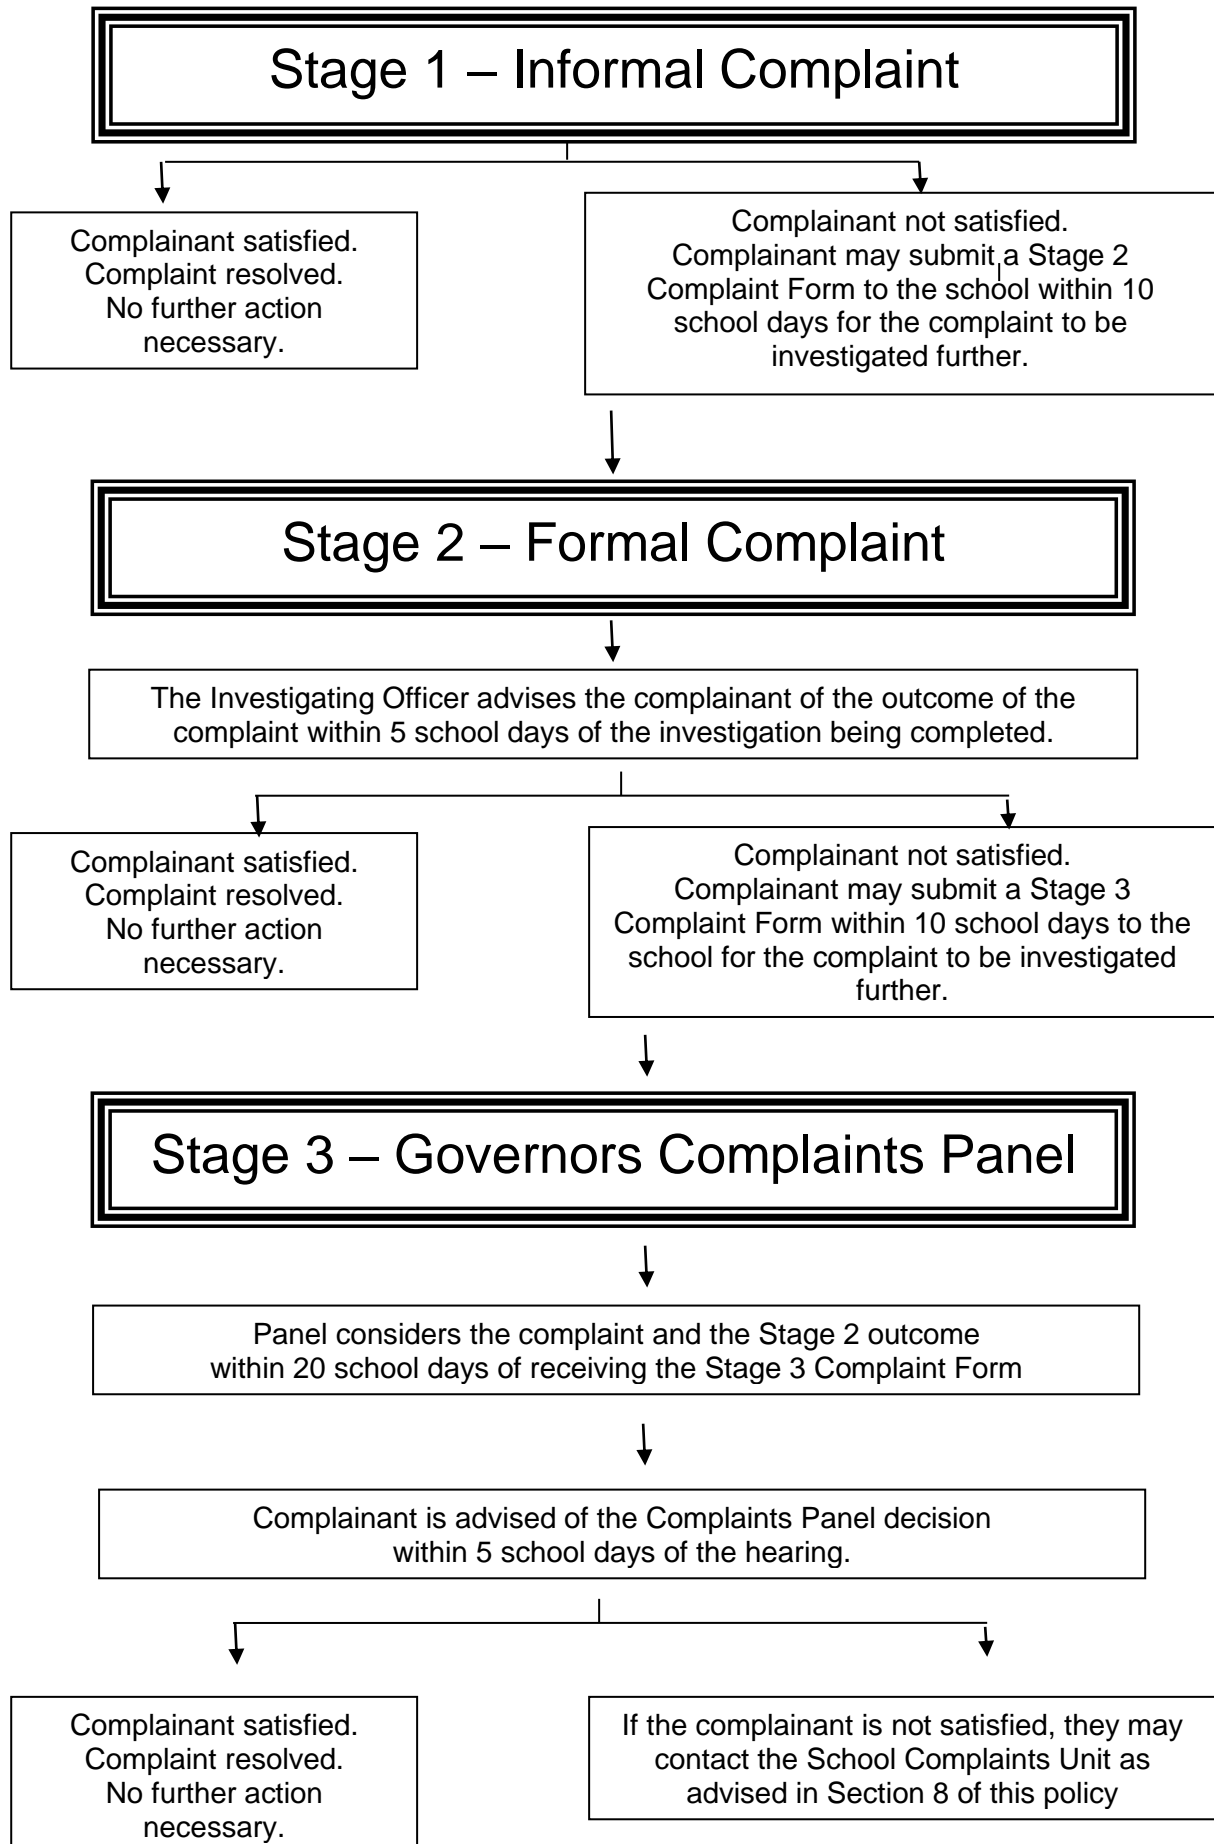 Stage 1 – Informal Complaint
Complainant satisfied.
Complaint resolved.
No further action
necessary.
Complainant not satisfied.
Complainant may submit a Stage 2
Complaint Form to the school within 10
school days for the complaint to be
investigated further.
Stage 2 – Formal Complaint
The Investigating Officer advises the complainant of the outcome of the
complaint within 5 school days of the investigation being completed.
Complainant satisfied.
Complaint resolved.
No further action
necessary.
Complainant not satisfied.
Complainant may submit a Stage 3
Complaint Form within 10 school days to the
school for the complaint to be investigated
further.
Stage 3 – Governors Complaints Panel
Panel considers the complaint and the Stage 2 outcome
within 20 school days of receiving the Stage 3 Complaint Form
Complainant is advised of the Complaints Panel decision
within 5 school days of the hearing.
Complainant satisfied.
Complaint resolved.
No further action
necessary.
If the complainant is not satisfied, they may
contact the School Complaints Unit as
advised in Section 8 of this policy